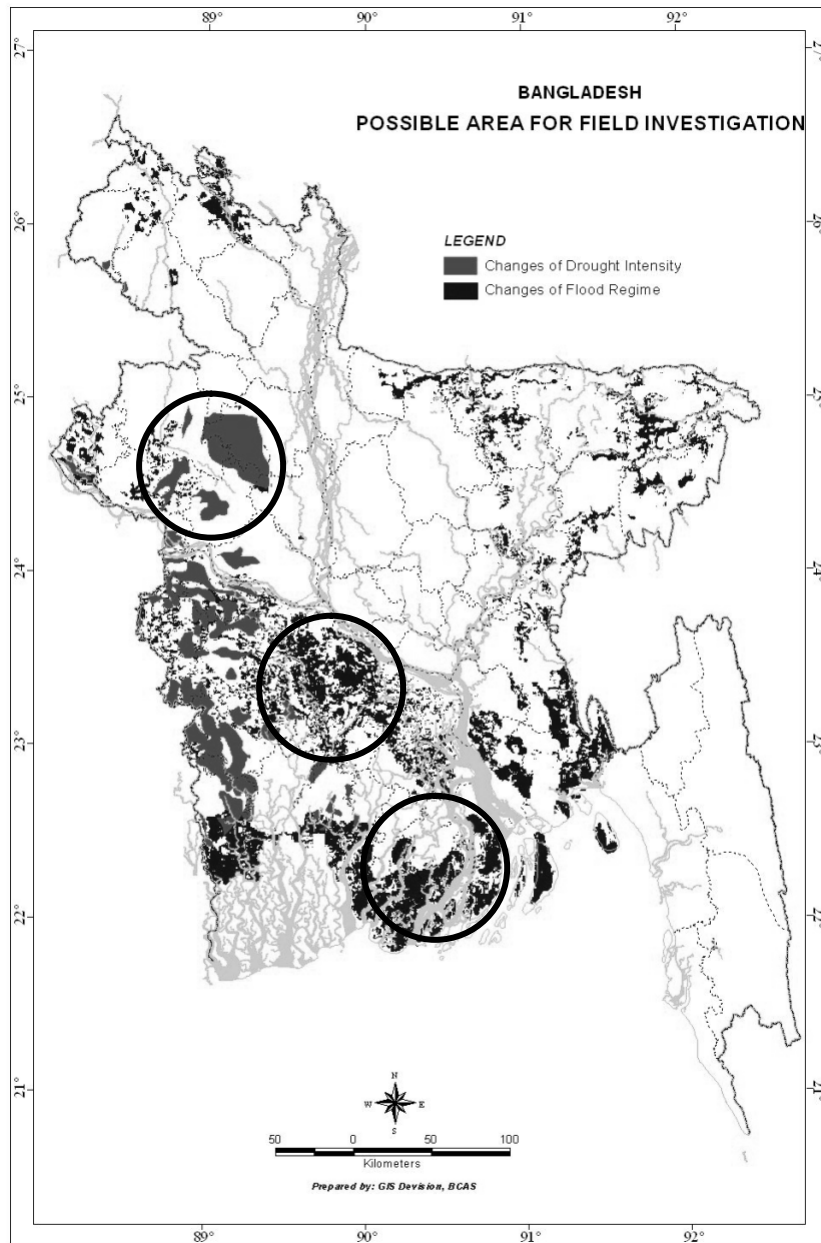 89° 90° 91° 92°
27°
BANGLADESH
POSSIBLE AREA FOR FIELD INVESTIGATION
26°
LEGEND
Changes of Drought Intensity
Changes of Flood Regime
25°
24°
23°
22°
21°
N
W E
S
50 0 50 100
Kilometers
Prepared by: GIS Devision, BCAS
89° 90° 91° 92°